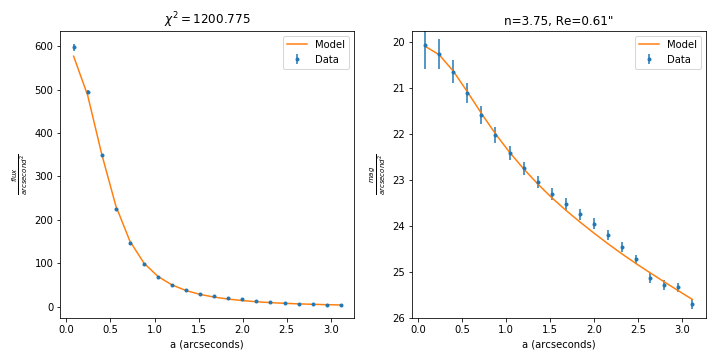 χ² = 1200.775
600
500
400
300
200
100
0
flux
arcsecond²
0.0 0.5 1.0 1.5 2.0 2.5 3.0
a (arcseconds)
Model
Data
n=3.75, Re=0.61"
20
21
22
23
24
25
26
mag
arcsecond²
0.0 0.5 1.0 1.5 2.0 2.5 3.0
a (arcseconds)
Model
Data